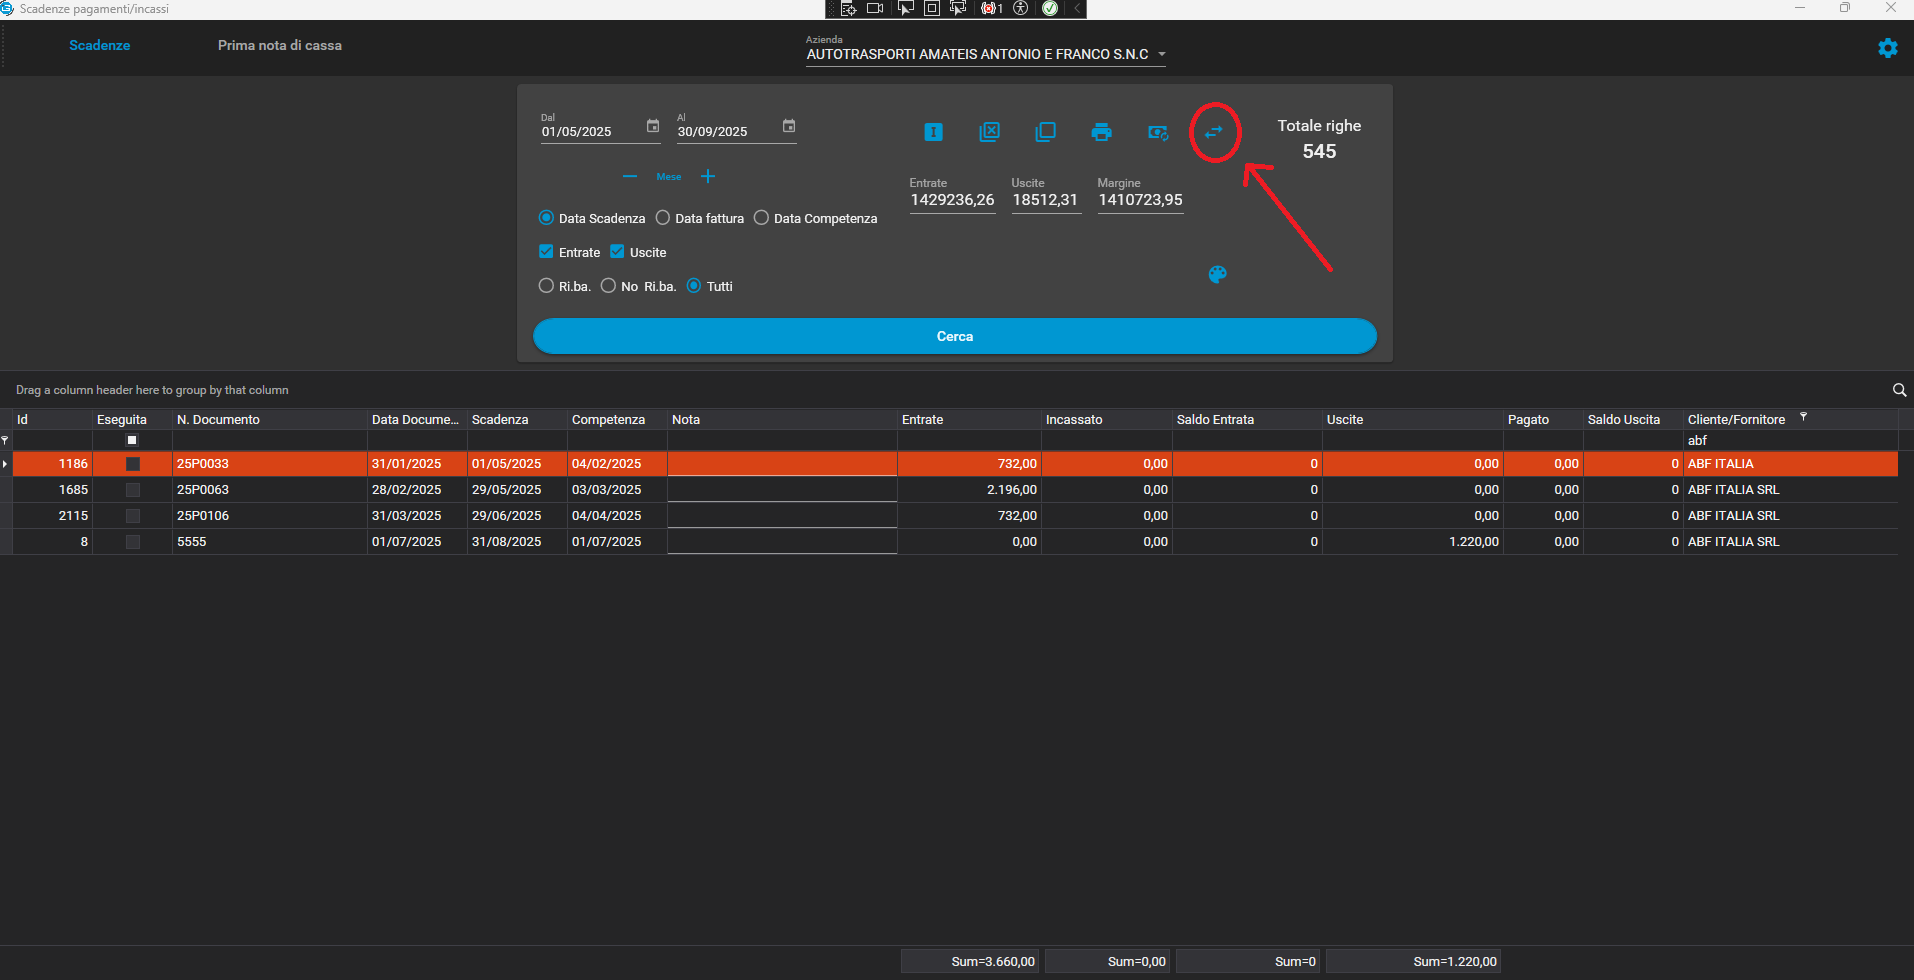 Scadenze pagamenti/incassi
1
Scadenze
Prima nota di cassa
Azienda
AUTOTRASPORTI AMATEIS ANTONIO E FRANCO S.N.C
Dal
01/05/2025
Al
30/09/2025
Totale righe
545
Mese
Entrate
1429236,26
Uscite
18512,31
Margine
1410723,95
Data Scadenza
Data fattura
Data Competenza
Entrate
Uscite
Ri.ba.
No Ri.ba.
Tutti
Cerca
Drag a column header here to group by that column
Id Eseguita N. Documento Data Docume... Scadenza Competenza Nota Entrate Incassato Saldo Entrata Uscite Pagato Saldo Uscita Cliente/Fornitore
abf
1186 25P0033 31/01/2025 01/05/2025 04/02/2025 732,00 0,00 0 0,00 0,00 0 ABF ITALIA
1685 25P0063 28/02/2025 29/05/2025 03/03/2025 2.196,00 0,00 0 0,00 0,00 0 ABF ITALIA SRL
2115 25P0106 31/03/2025 29/06/2025 04/04/2025 732,00 0,00 0 0,00 0,00 0 ABF ITALIA SRL
8 5555 01/07/2025 31/08/2025 01/07/2025 0,00 0,00 0 1.220,00 0,00 0 ABF ITALIA SRL
Sum=3.660,00 Sum=0,00 Sum=0 Sum=1.220,00